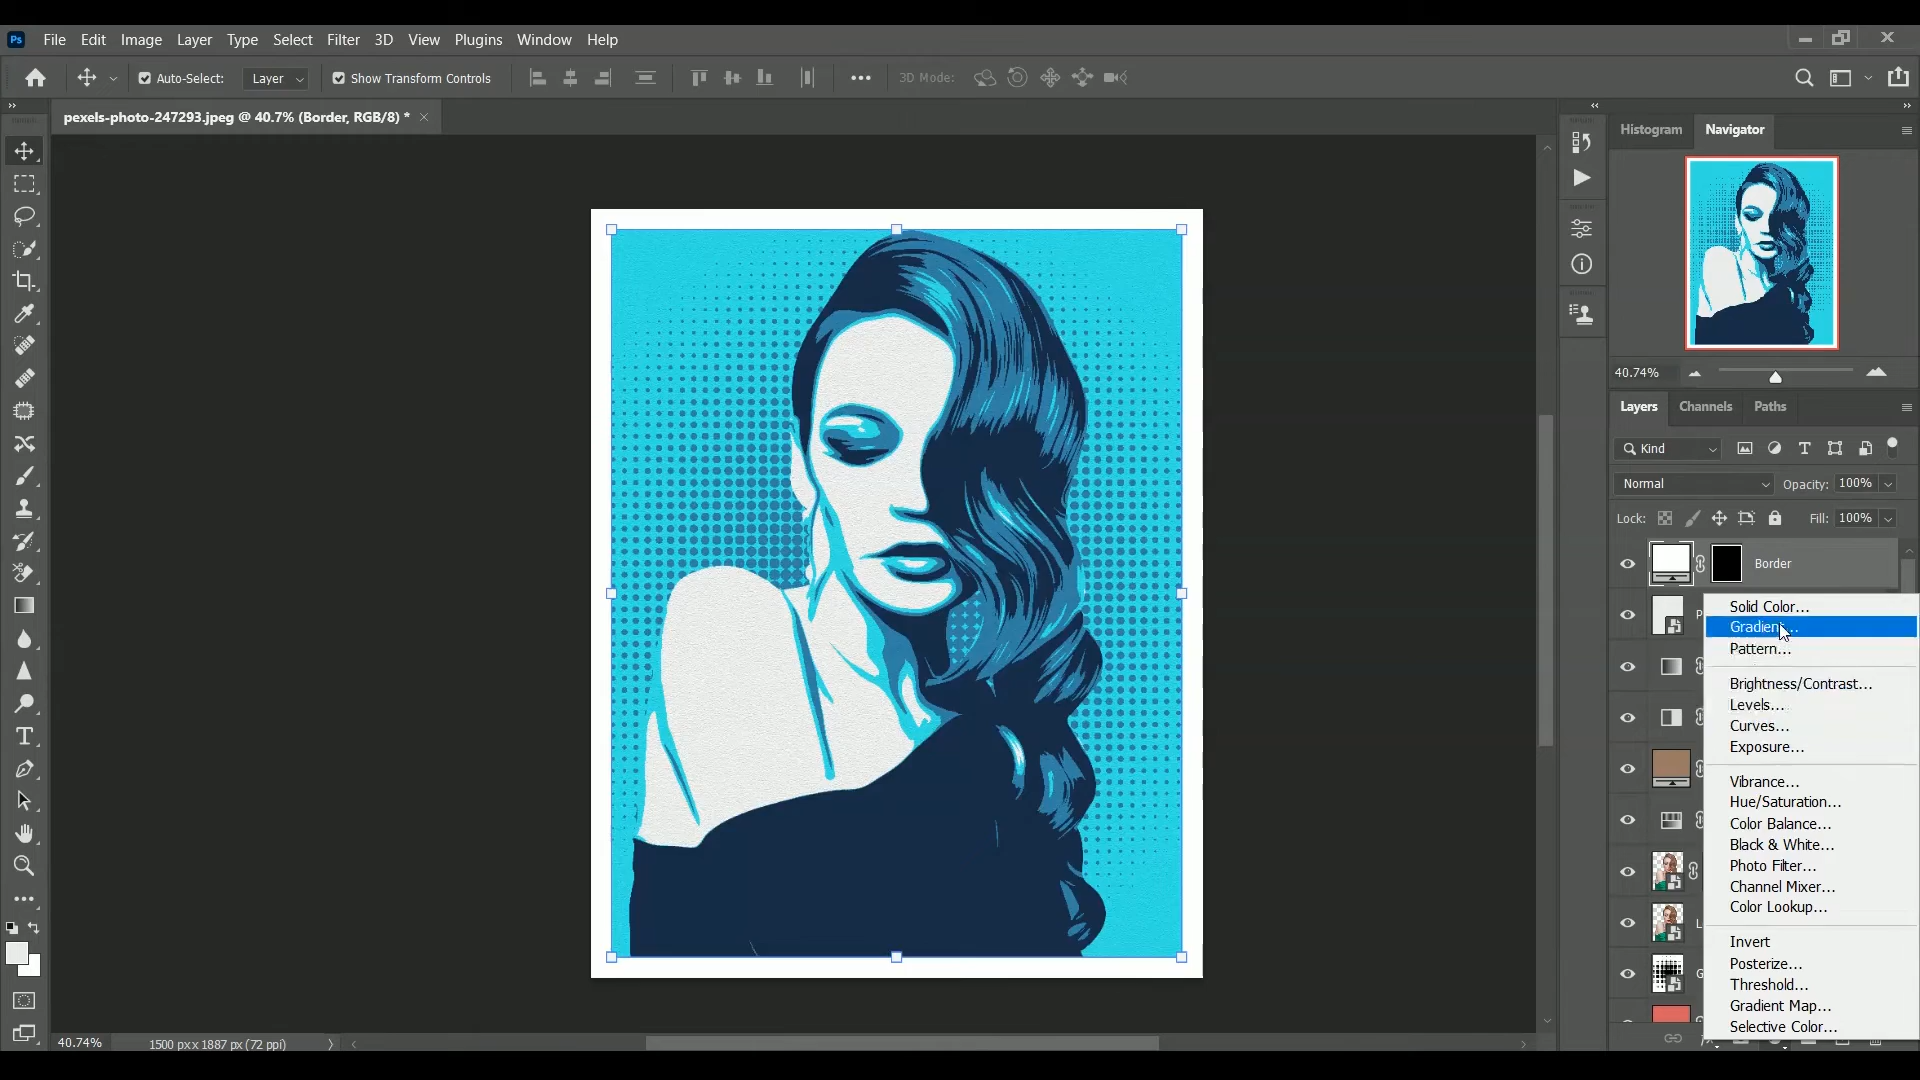 Ps File Edit Image Layer Type Select Filter 3D View Plugins Window Help
Auto-Select: Layer Show Transform Controls 3D Mode:
pexels-photo-247293.jpeg @ 40.7% (Border, RGB/8) *
Histogram Navigator
40.74%
Layers Channels Paths
Kind
Normal Opacity: 100%
Lock: Fill: 100%
Border
Solid Color...
Gradient...
Pattern...
Brightness/Contrast...
Levels...
Curves...
Exposure...
Vibrance...
Hue/Saturation...
Color Balance...
Black & White...
Photo Filter...
Channel Mixer...
Color Lookup...
Invert
Posterize...
Threshold...
Gradient Map...
Selective Color...
40.74% 1500 px x 1887 px (72 ppi)